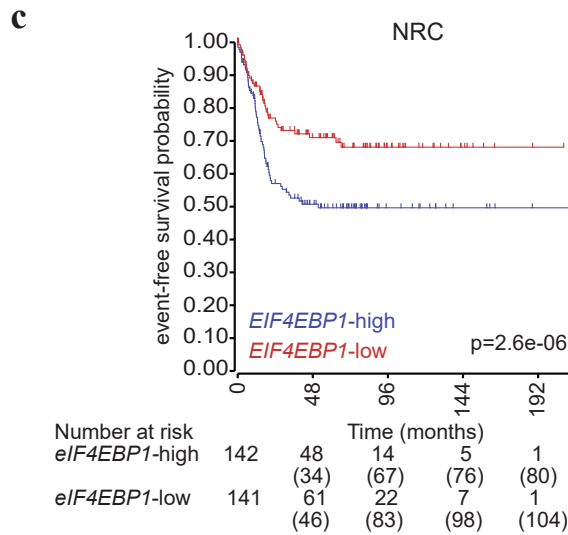 c
NRC
event-free survival probability
1.00
0.90
0.80
0.70
0.60
0.50
0.40
0.30
0.20
0.10
0.00
EIF4EBP1-high
EIF4EBP1-low
p=2.6e-06
0 48 96 144 192
Number at risk Time (months)
eIF4EBP1-high 142 48 14 5 1
(34) (67) (76) (80)
eIF4EBP1-low 141 61 22 7 1
(46) (83) (98) (104)